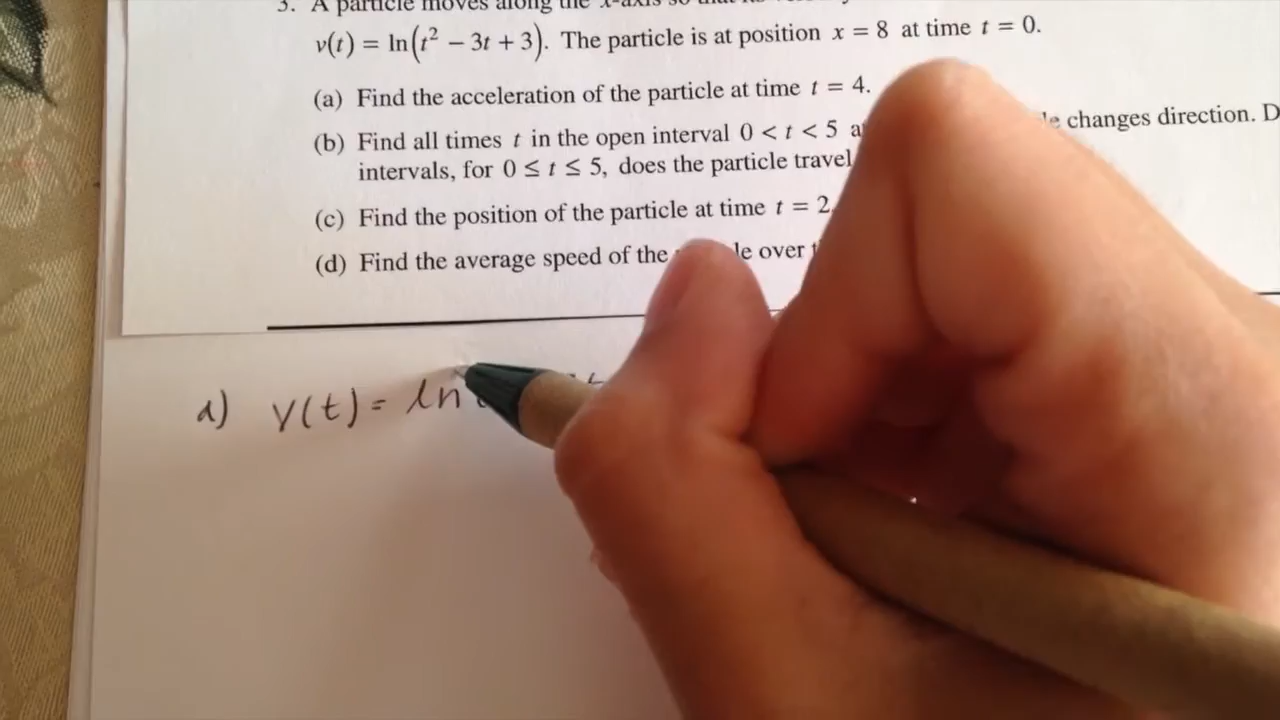 3. A particle moves along the x-axis so that its
v(t) = ln(t² − 3t + 3). The particle is at position x = 8 at time t = 0.
(a) Find the acceleration of the particle at time t = 4.
(b) Find all times t in the open interval 0 < t < 5 changes direction. D
intervals, for 0 ≤ t ≤ 5, does the particle travel
(c) Find the position of the particle at time t = 2.
(d) Find the average speed of the over
a) v(t) = ln